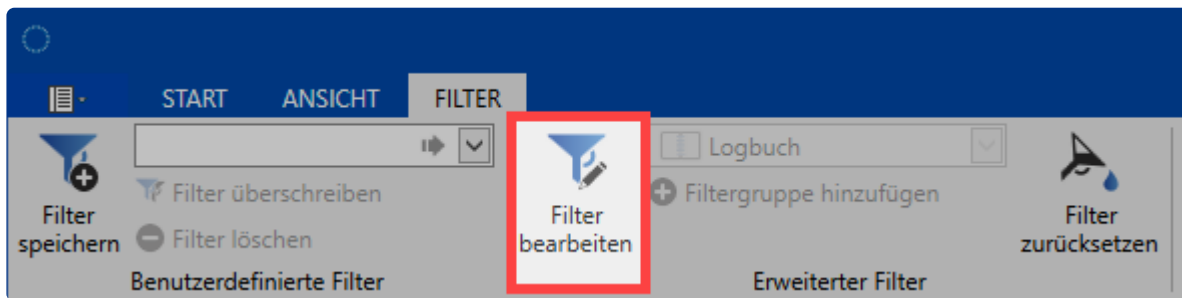 START ANSICHT FILTER
Filter speichern
Filter überschreiben
Filter löschen
Benutzerdefinierte Filter
Filter bearbeiten
Logbuch
Filtergruppe hinzufügen
Erweiterter Filter
Filter zurücksetzen